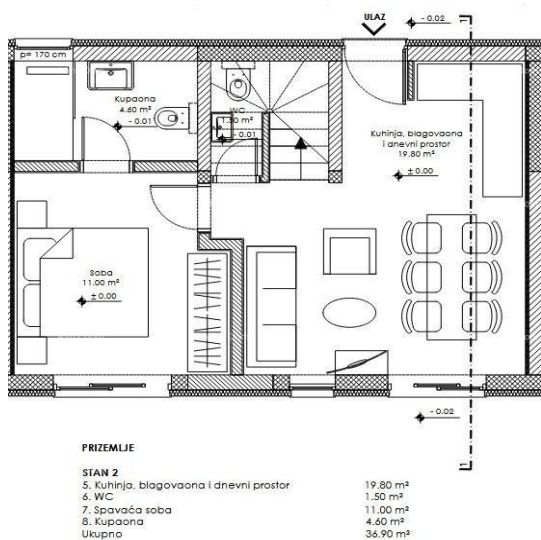 ULAZ
- 0.02
1
p= 170 cm
Kupaona
4.60 m²
- 0.01
WC
1.50 m²
- 0.01
Kuhinja, blagovaona
i dnevni prostor
19.80 m²
± 0.00
Soba
11.00 m²
± 0.00
- 0.02
1
PRIZEMLJE
STAN 2
5. Kuhinja, blagovaona i dnevni prostor 19.80 m²
6. WC 1.50 m²
7. Spavaća soba 11.00 m²
8. Kupaona 4.60 m²
Ukupno 36.90 m²